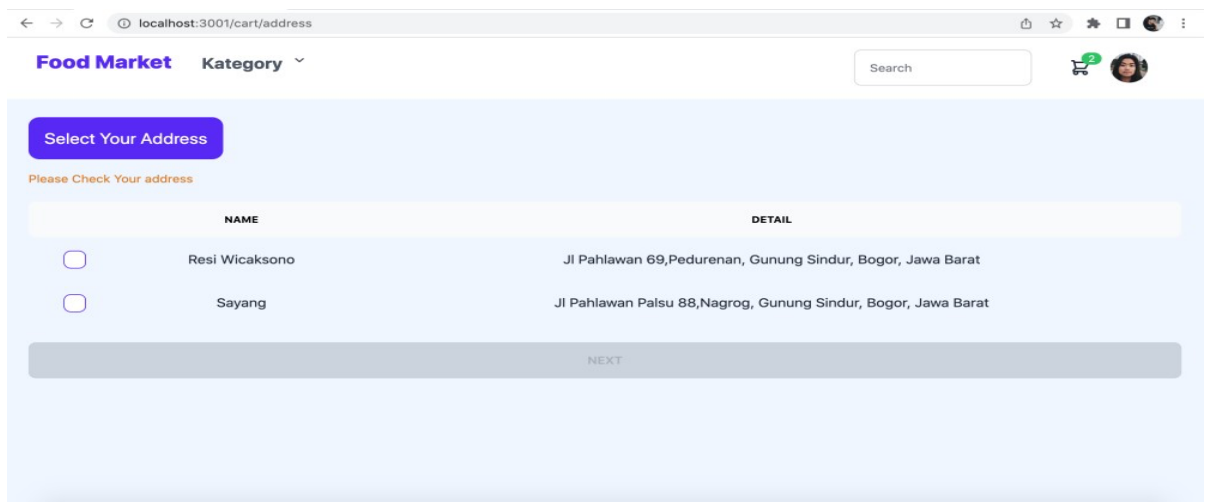 localhost:3001/cart/address
Food Market Kategory Search 2
Select Your Address
Please Check Your address
NAME DETAIL
Resi Wicaksono Jl Pahlawan 69,Pedurenan, Gunung Sindur, Bogor, Jawa Barat
Sayang Jl Pahlawan Palsu 88,Nagrog, Gunung Sindur, Bogor, Jawa Barat
NEXT